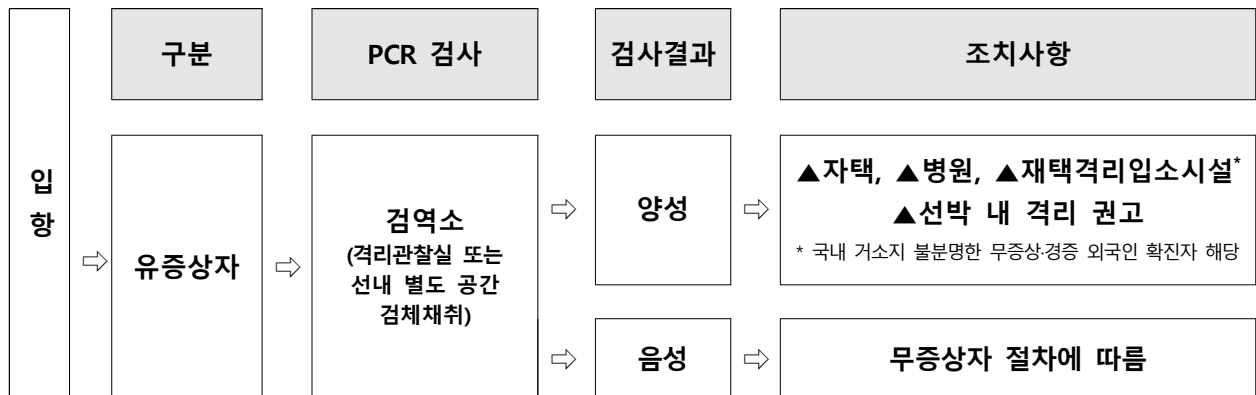 구분
PCR 검사
검사결과
조치사항
입
항
⇨
유증상자
⇨
검역소
(격리관찰실 또는
선내 별도 공간
검체채취)
⇨
양성
⇨
▲자택, ▲병원, ▲재택격리입소시설*
▲선박 내 격리 권고
* 국내 거소지 불분명한 무증상·경증 외국인 확진자 해당
⇨
음성
⇨
무증상자 절차에 따름